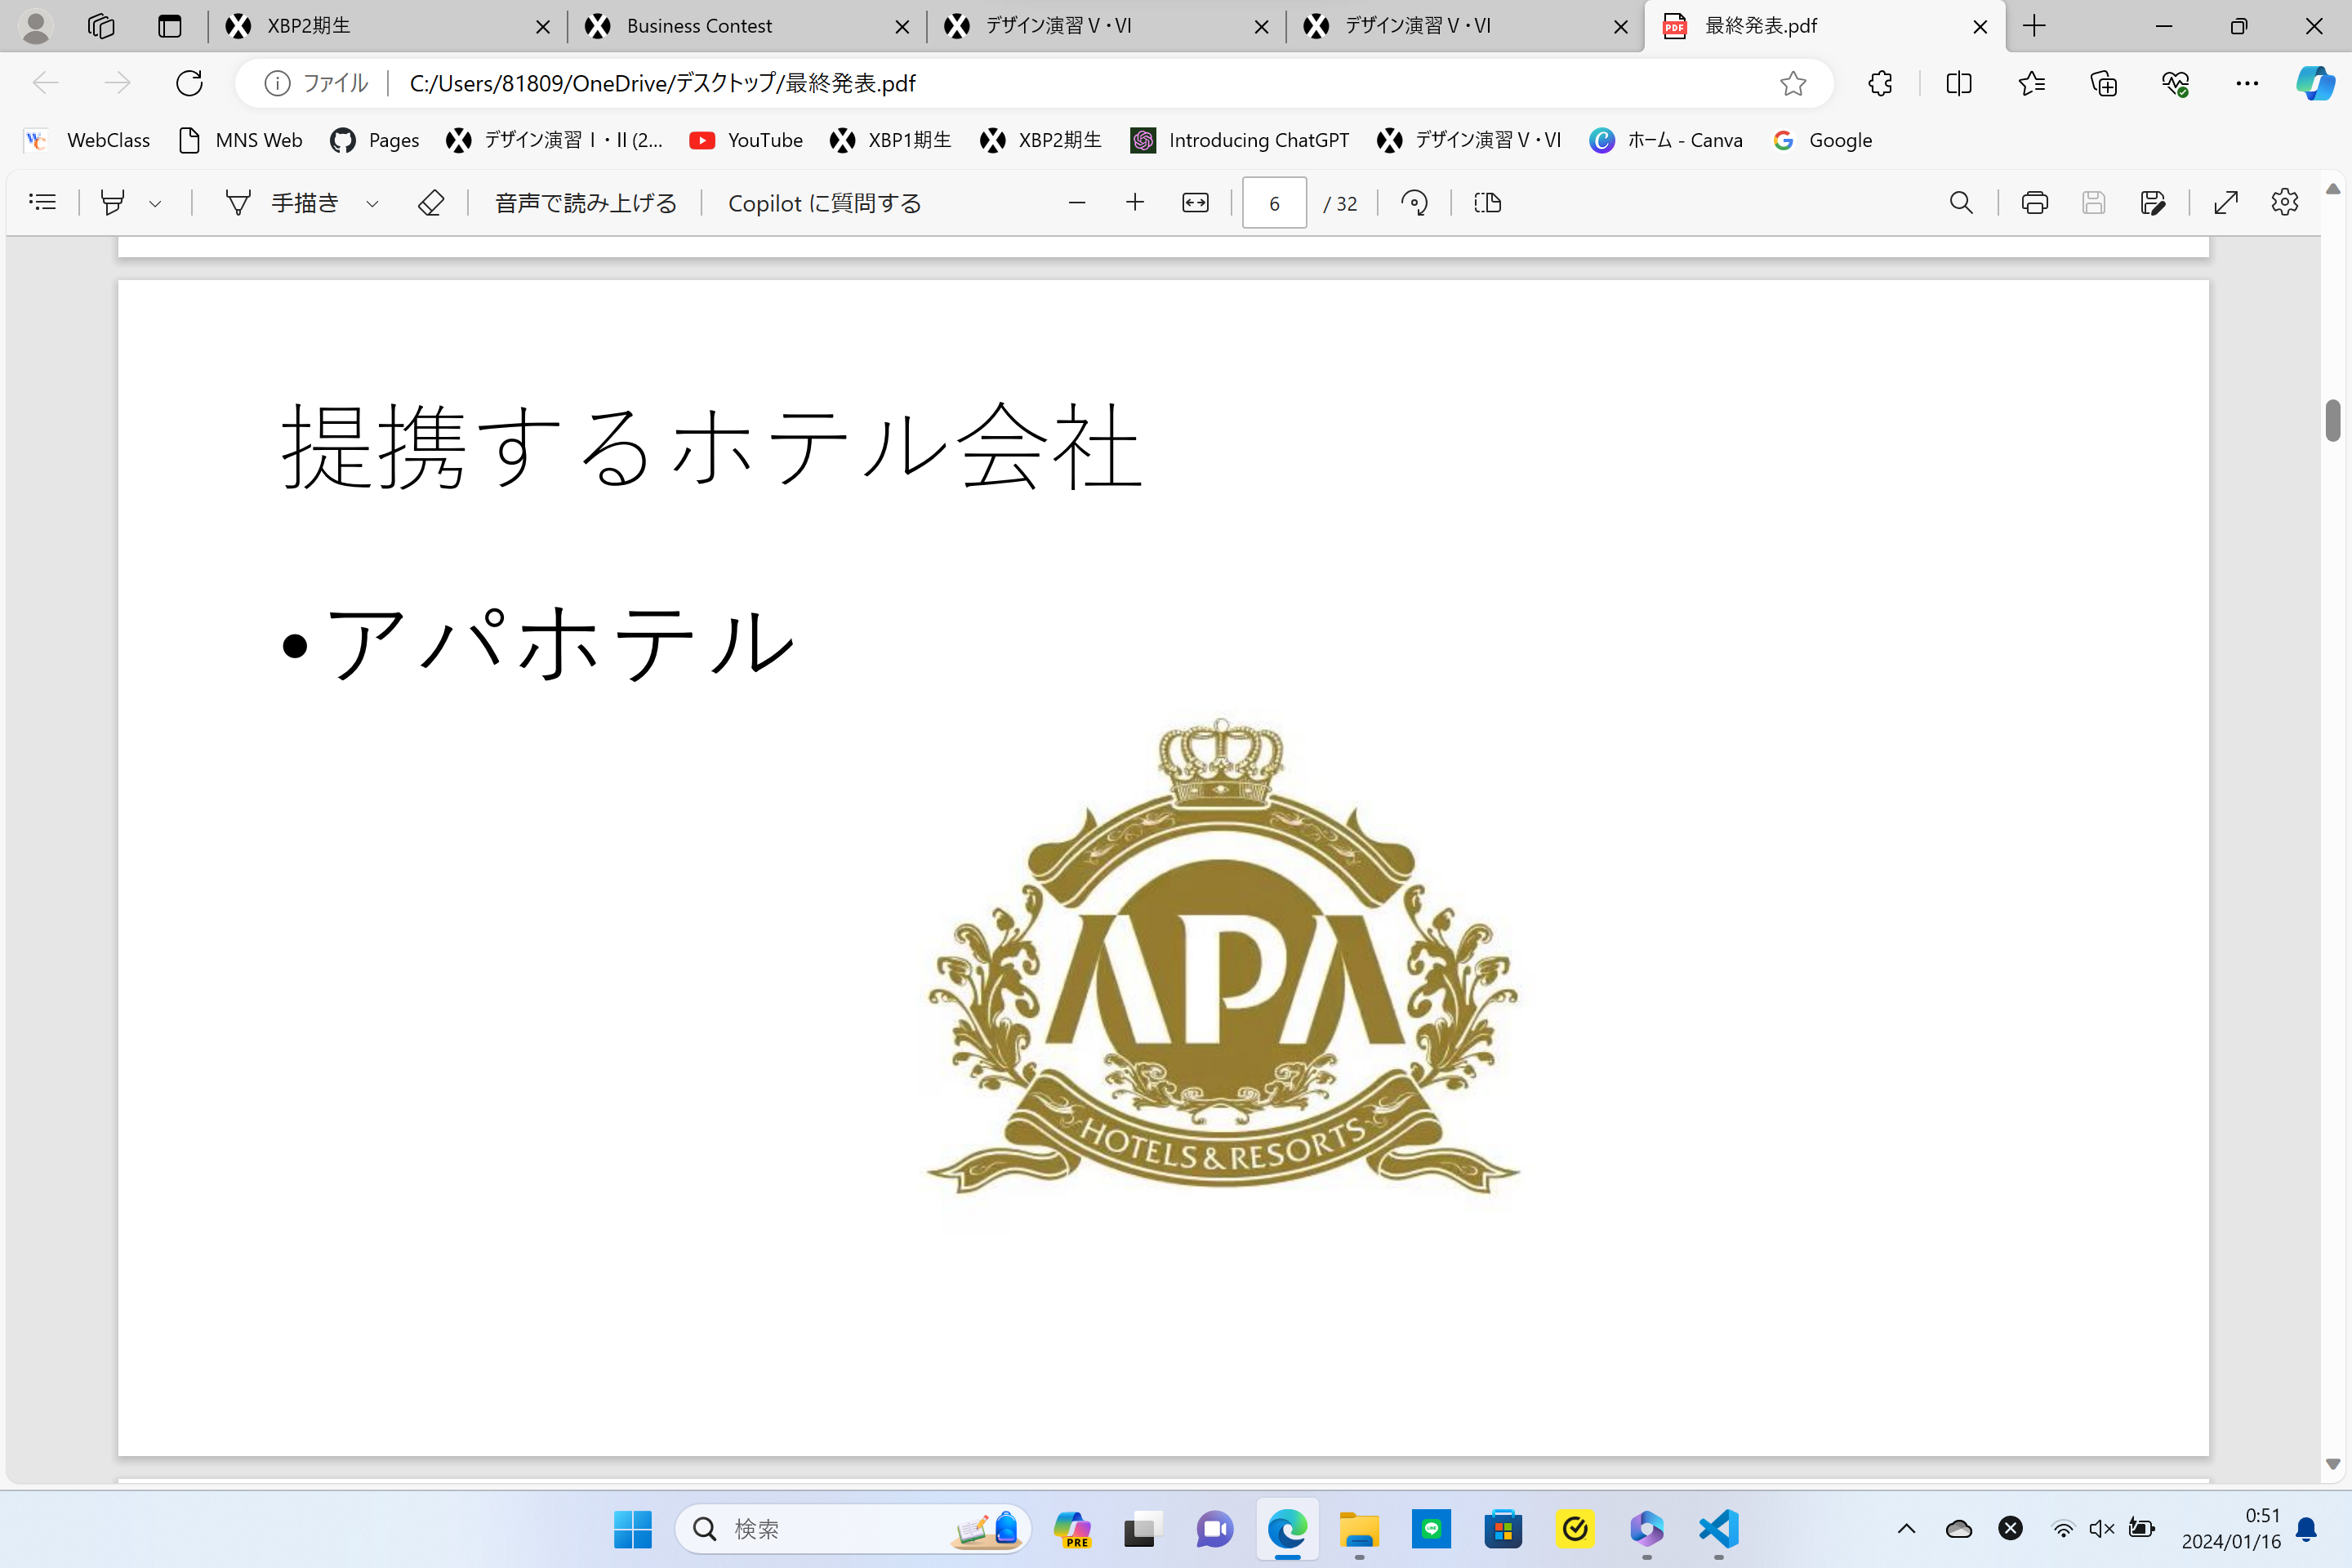 XBP2期生
Business Contest
デザイン演習Ⅴ・Ⅵ
デザイン演習Ⅴ・Ⅵ
最終発表.pdf
ファイル
C:/Users/81809/OneDrive/デスクトップ/最終発表.pdf
WebClass
MNS Web
Pages
デザイン演習Ⅰ・Ⅱ(2...
YouTube
XBP1期生
XBP2期生
Introducing ChatGPT
デザイン演習Ⅴ・Ⅵ
ホーム - Canva
Google
手描き
音声で読み上げる
Copilot に質問する
6
/ 32
提携するホテル会社
•アパホテル
APA
HOTELS & RESORTS
検索
PRE
0:51
2024/01/16